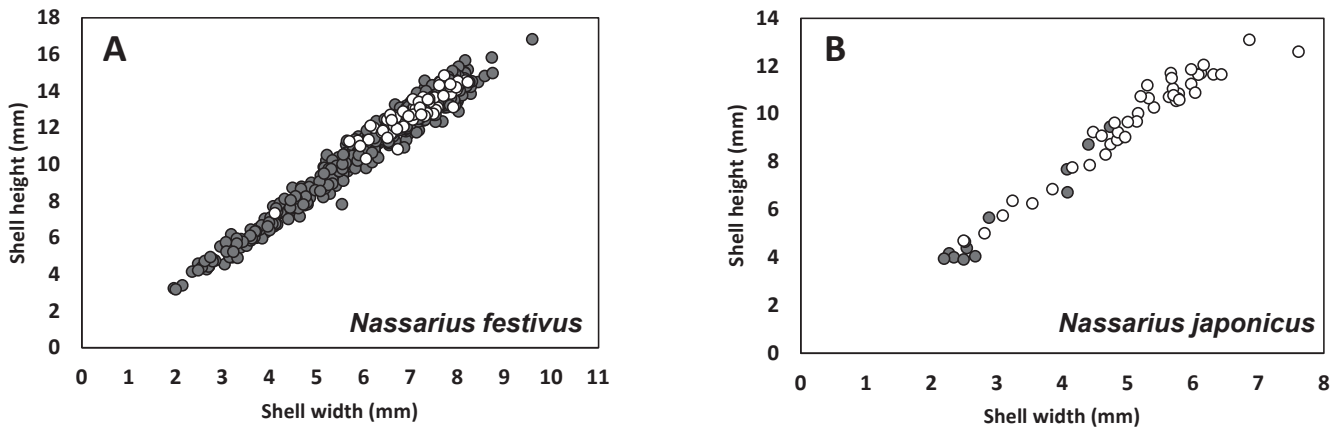 A
Shell height (mm)
18
16
14
12
10
8
6
4
2
0
Nassarius festivus
0 1 2 3 4 5 6 7 8 9 10 11
Shell width (mm)
B
Shell height (mm)
14
12
10
8
6
4
2
0
Nassarius japonicus
0 1 2 3 4 5 6 7 8
Shell width (mm)